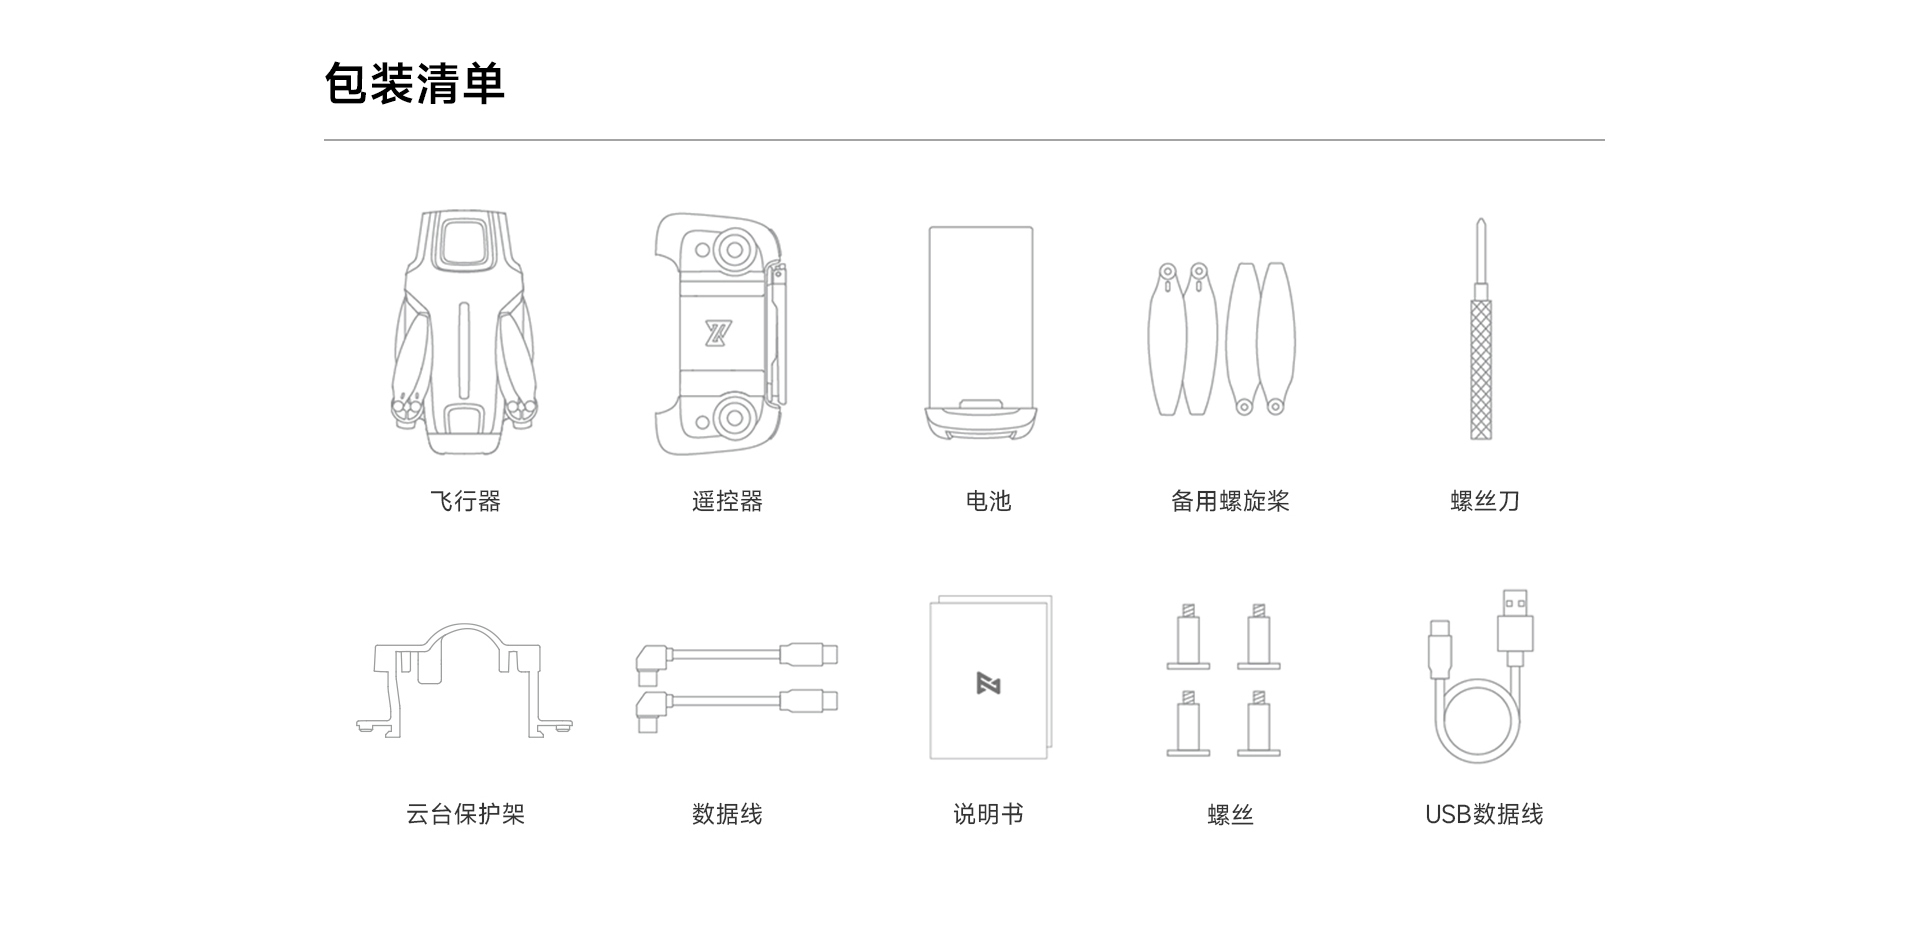 包装清单
飞行器
遥控器
电池
备用螺旋桨
螺丝刀
云台保护架
数据线
说明书
螺丝
USB数据线